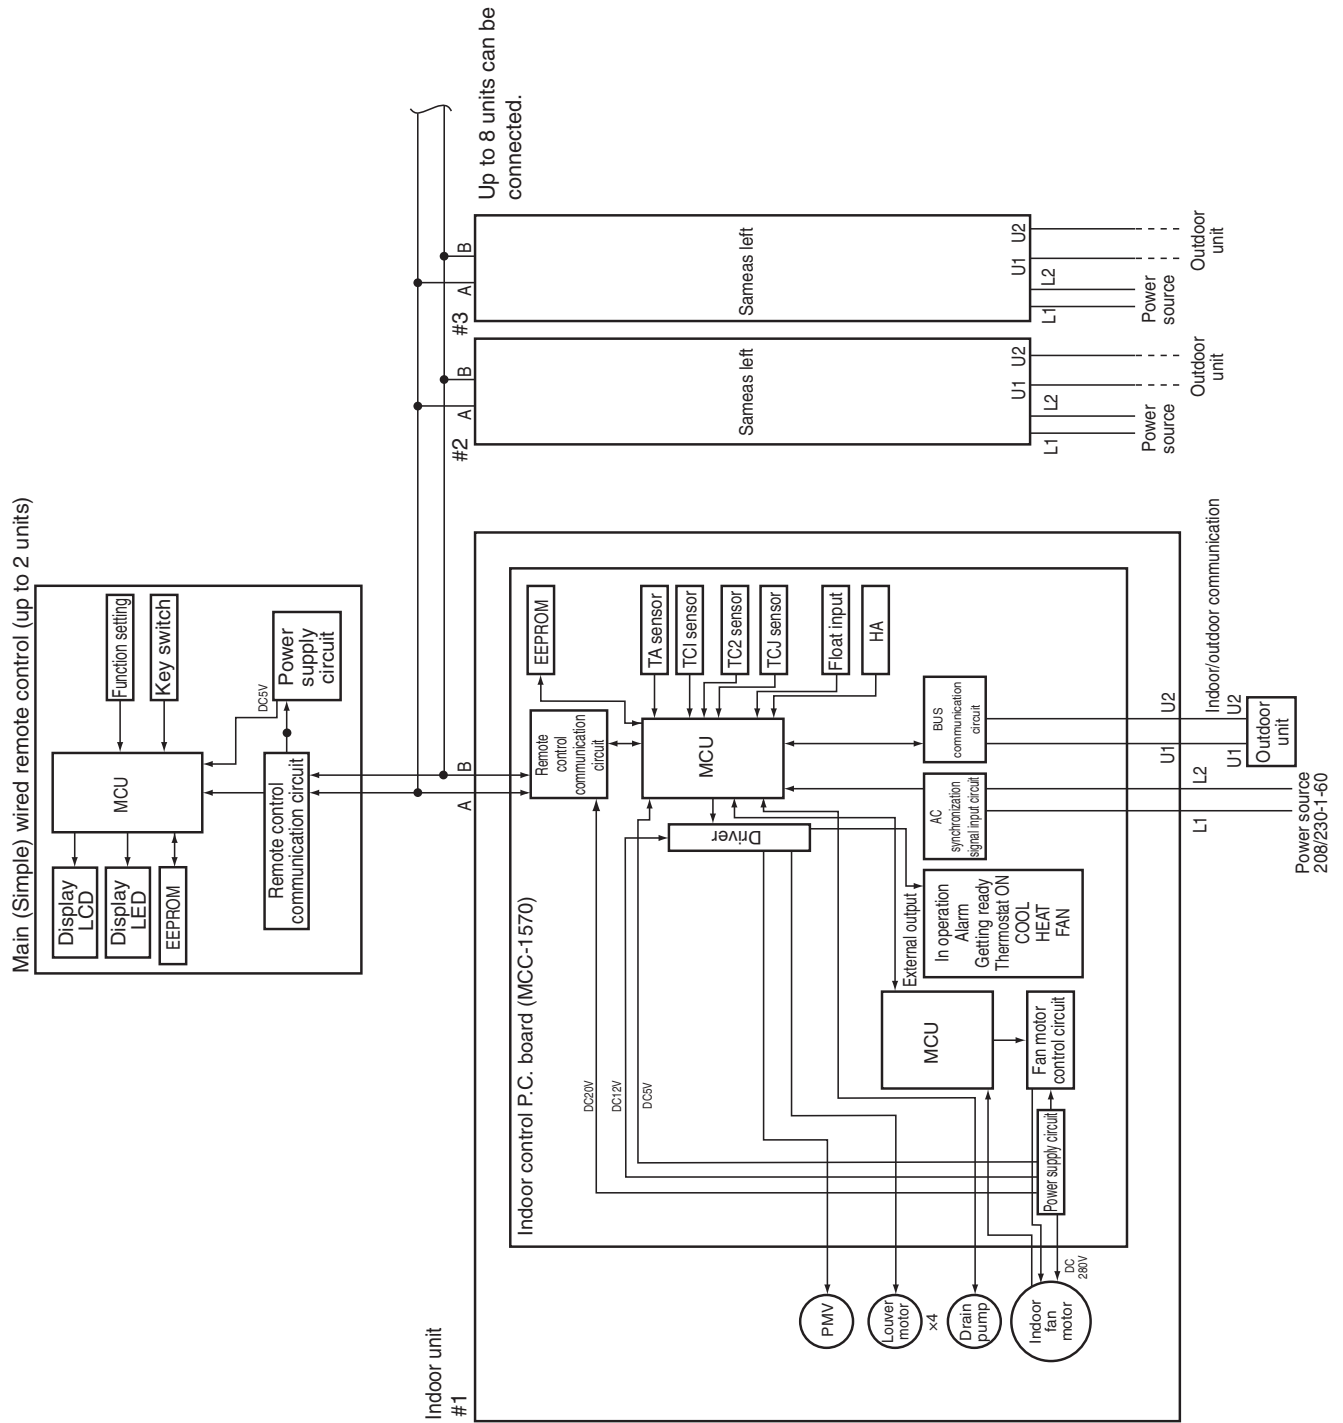 Main (Simple) wired remote control (up to 2 units)
Function setting
Key switch
Power
supply
circuit
DC5V
MCU
Remote control
communication circuit
Display
LCD
Display
LED
EEPROM
Up to 8 units can be
connected.
Indoor unit
#1
A
B
Indoor control P.C. board (MCC-1570)
EEPROM
TA sensor
TCI sensor
TC2 sensor
TCJ sensor
Float input
HA
Remote
control
communication
circuit
MCU
Driver
DC20V
DC12V
DC5V
BUS
communication
circuit
AC
synchronization
signal input circuit
External output
In operation
Alarm
Getting ready
Thermostat ON
COOL
HEAT
FAN
MCU
Fan motor
control circuit
Power supply circuit
DC
280V
PMV
Louver
motor
×4
Drain
pump
Indoor
fan
motor
U1
U2
Indoor/outdoor communication
U1
U2
Outdoor
unit
L1
L2
Power source
208/230-1-60
#2
A
B
Sameas left
U1
U2
L1
L2
Power
source
Outdoor
unit
#3
A
B
Sameas left
U1
U2
L1
L2
Power
source
Outdoor
unit